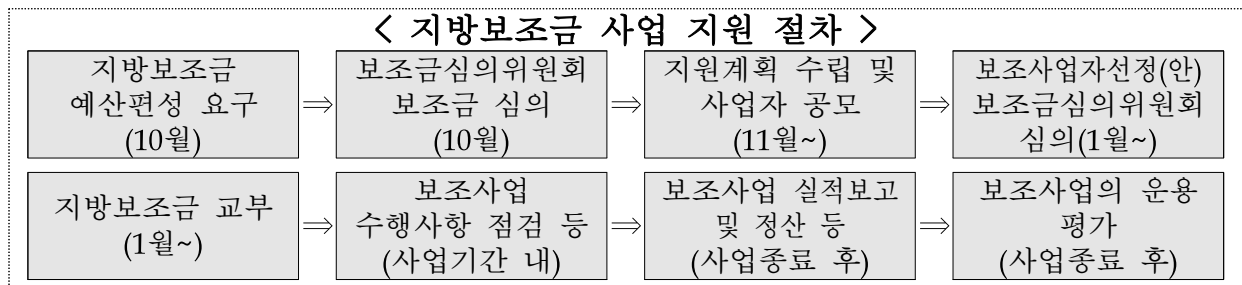 < 지방보조금 사업 지원 절차 >
지방보조금
예산편성 요구
(10월)
⇒
보조금심의위원회
보조금 심의
(10월)
⇒
지원계획 수립 및
사업자 공모
(11월~)
⇒
보조사업자선정(안)
보조금심의위원회
심의(1월~)
지방보조금 교부
(1월~)
⇒
보조사업
수행사항 점검 등
(사업기간 내)
⇒
보조사업 실적보고
및 정산 등
(사업종료 후)
⇒
보조사업의 운용
평가
(사업종료 후)